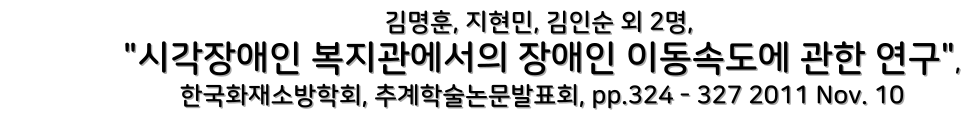 김명훈, 지현민, 김인순 외 2명,
"시각장애인 복지관에서의 장애인 이동속도에 관한 연구",
한국화재소방학회, 추계학술논문발표회, pp.324 - 327 2011 Nov. 10